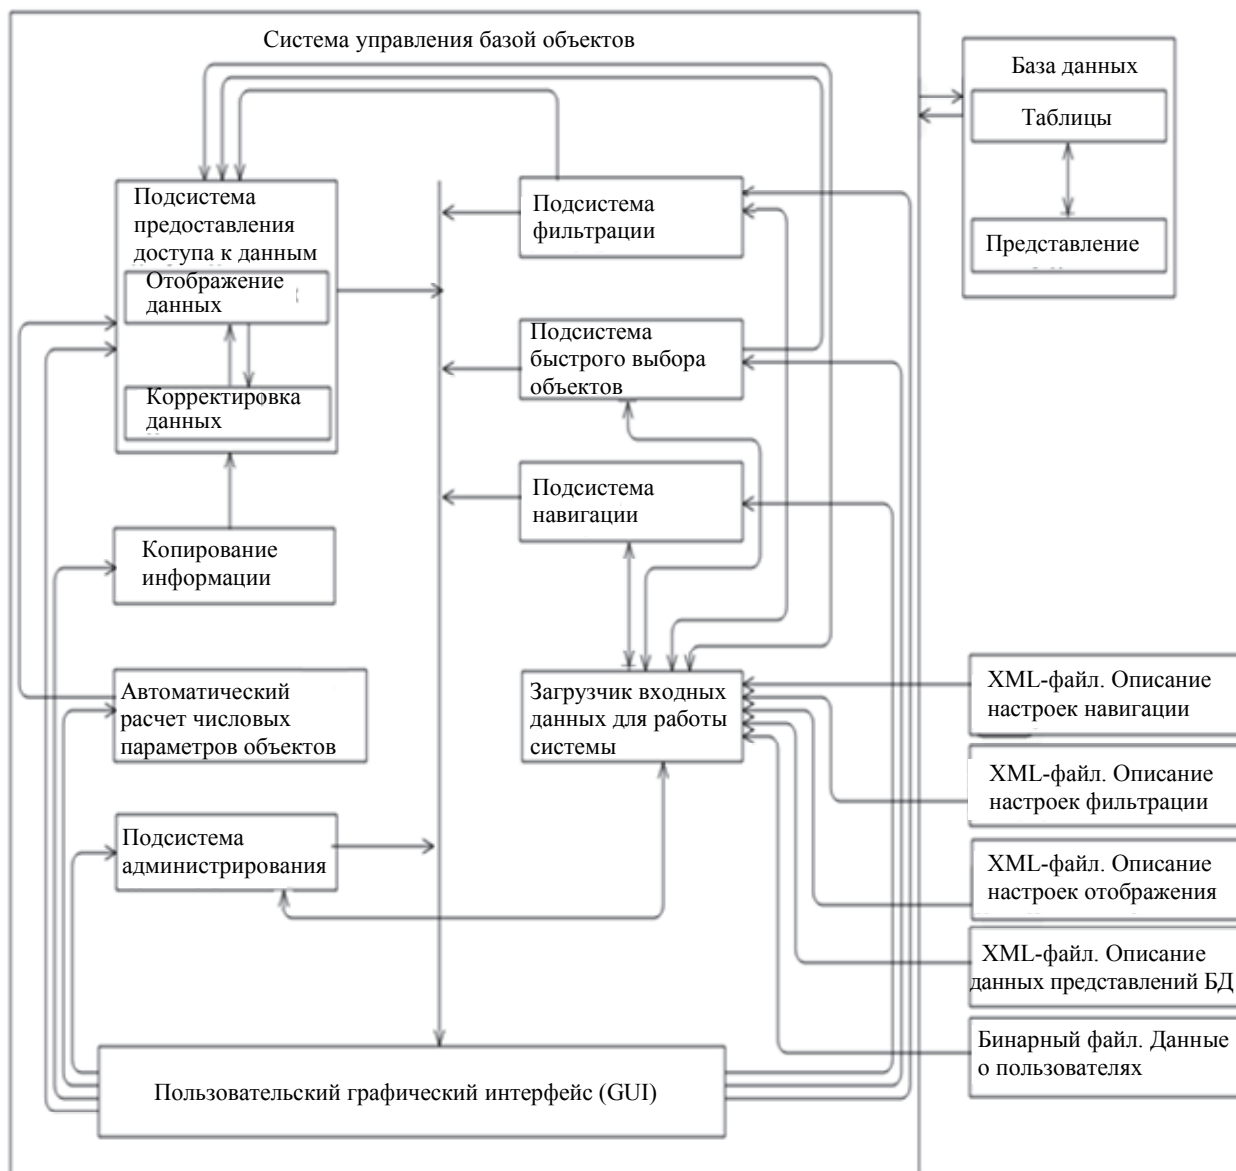 Система управления базой объектов
База данных
Таблицы
Представление
Подсистема
предоставления
доступа к данным
Отображение
данных
Корректировка
данных
Подсистема
фильтрации
Подсистема
быстрого выбора
объектов
Подсистема
навигации
Копирование
информации
Автоматический
расчет числовых
параметров объектов
Загрузчик входных
данных для работы
системы
Подсистема
администрирования
XML-файл. Описание
настроек навигации
XML-файл. Описание
настроек фильтрации
XML-файл. Описание
настроек отображения
XML-файл. Описание
данных представлений БД
Бинарный файл. Данные
о пользователях
Пользовательский графический интерфейс (GUI)